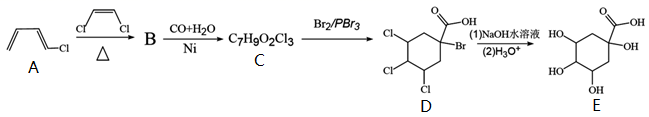 Cl
A
Cl Cl
△
B
CO+H₂O
Ni
C₇H₉O₂Cl₃
C
Br₂/PBr₃
O
OH
Cl
Br
Cl
Cl
D
(1)NaOH水溶液
(2)H₃O⁺
O
OH
HO
OH
HO
OH
E